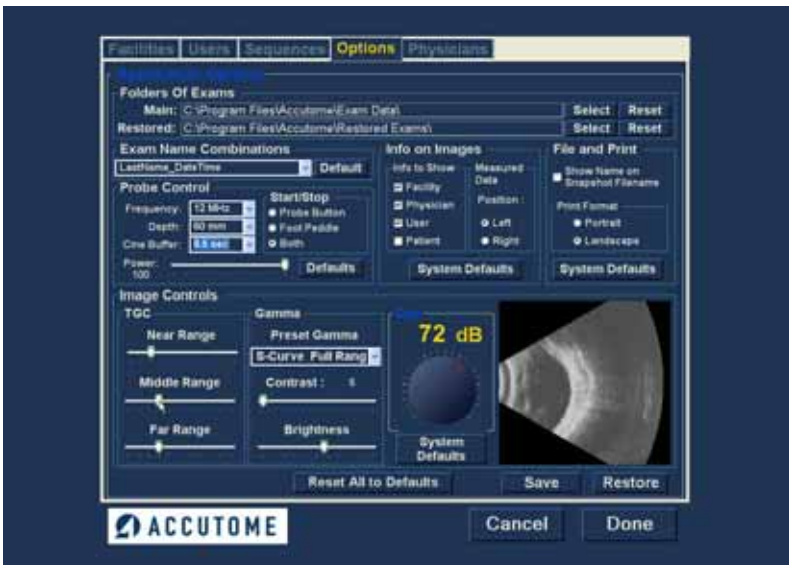 Facilities Users Sequences Options Physicians
Folders Of Exams
Main: C:\Program Files\Accutome\Exam Data\ Select Reset
Restored: C:\Program Files\Accutome\Restored Exams\ Select Reset
Exam Name Combinations
LastName_DateTime Default
Info on Images
Info to Show
Facility
Physician
User
Patient
Measured Data
Position :
Left
Right
System Defaults
File and Print
Show Name on
Snapshot Filename
Print Format
Portrait
Landscape
System Defaults
Probe Control
Frequency: 12 MHz
Depth: 60 mm
Cine Buffer: sec
Power:
100
Start/Stop
Probe Button
Foot Peddle
Both
Defaults
Image Controls
TGC
Near Range
Middle Range
Far Range
Gamma
Preset Gamma
S-Curve Full Rang
Contrast :
Brightness
72 dB
System
Defaults
Reset All to Defaults Save Restore
ACCUTOME Cancel Done